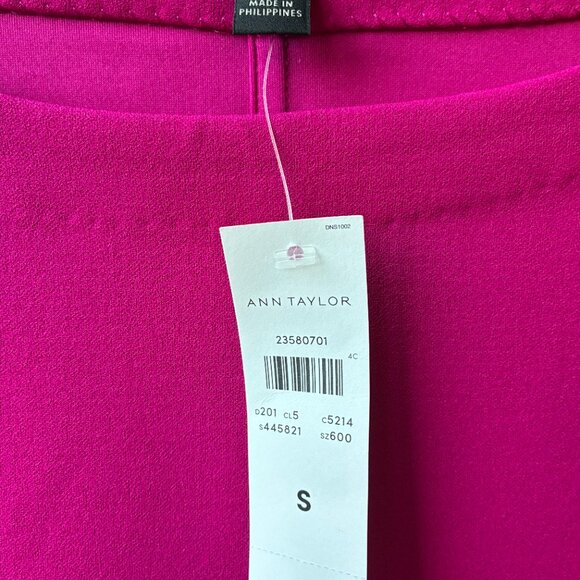 MADE IN
PHILIPPINES
DNS1002
ANN TAYLOR
23580701
4C
D201 CL5 C5214
S445821 SZ600
S